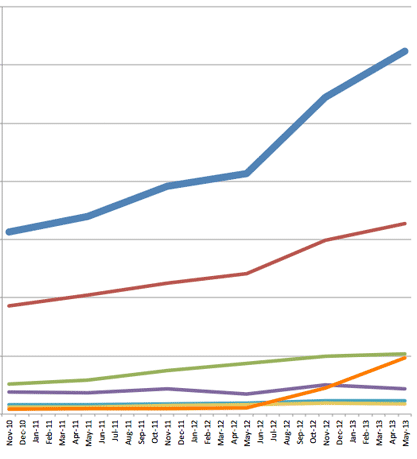 Nov-10
Dec-10
Jan-11
Feb-11
Mar-11
Apr-11
May-11
Jun-11
Jul-11
Aug-11
Sep-11
Oct-11
Nov-11
Dec-11
Jan-12
Feb-12
Mar-12
Apr-12
May-12
Jun-12
Jul-12
Aug-12
Sep-12
Oct-12
Nov-12
Dec-12
Jan-13
Feb-13
Mar-13
Apr-13
May-13